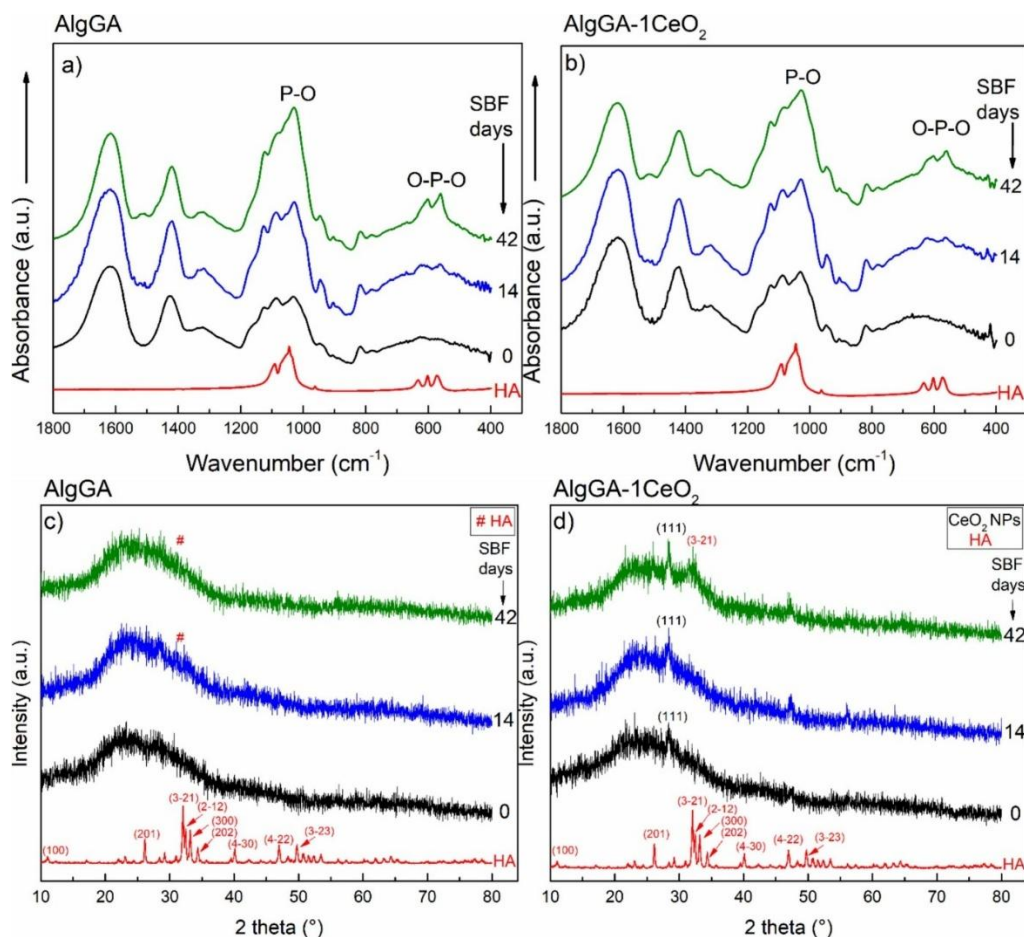 AlgGA
a)
P-O
O-P-O
SBF
days
42
14
0
HA
Absorbance (a.u.)
1800 1600 1400 1200 1000 800 600 400
Wavenumber (cm⁻¹)
AlgGA-1CeO₂
b)
P-O
O-P-O
SBF
days
42
14
0
HA
Absorbance (a.u.)
1800 1600 1400 1200 1000 800 600 400
Wavenumber (cm⁻¹)
AlgGA
c)
# HA
SBF
days
#
42
#
14
0
(3-21)
(2-12)
(300)
(202)
(201)
(4-30)
(4-22)
(3-23)
(100)
HA
Intensity (a.u.)
10 20 30 40 50 60 70 80
2 theta (°)
AlgGA-1CeO₂
d)
CeO₂ NPs
HA
SBF
days
(111)
(3-21)
42
(111)
14
(111)
0
(3-21)
(2-12)
(300)
(202)
(201)
(4-30)
(4-22)
(3-23)
(100)
HA
Intensity (a.u.)
10 20 30 40 50 60 70 80
2 theta (°)